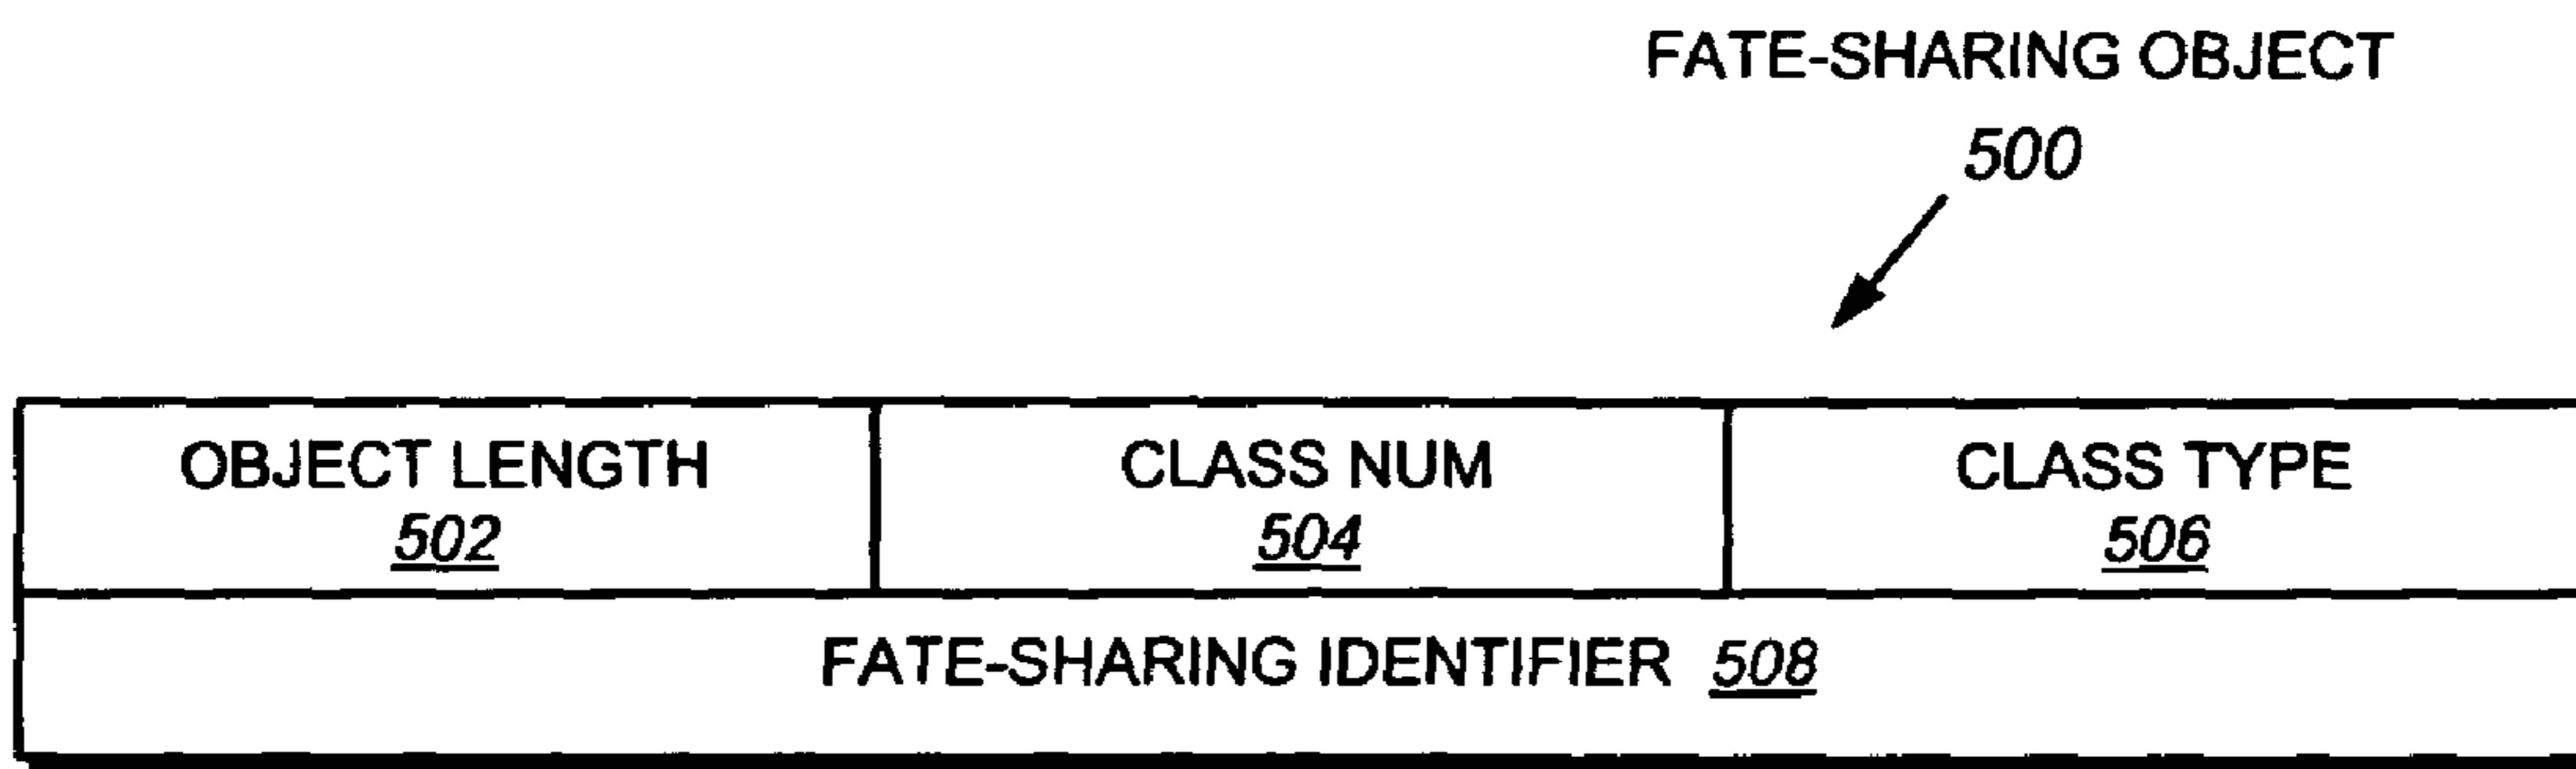 FATE-SHARING OBJECT
500
OBJECT LENGTH
502
CLASS NUM
504
CLASS TYPE
506
FATE-SHARING IDENTIFIER 508